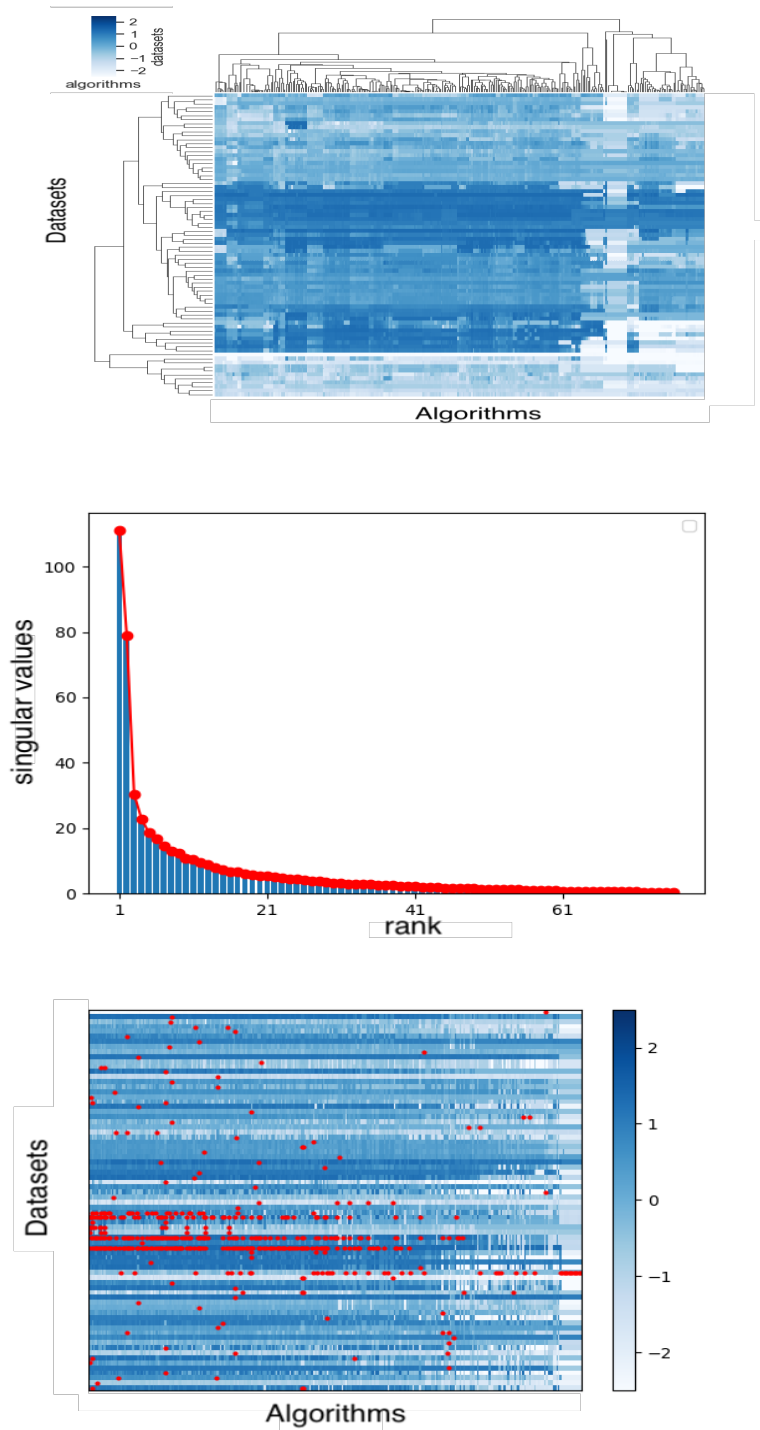 2
1
0
−1
−2
datasets
algorithms
Datasets
Algorithms
100
80
60
40
20
0
singular values
1
21
41
61
rank
Datasets
2
1
0
−1
−2
Algorithms